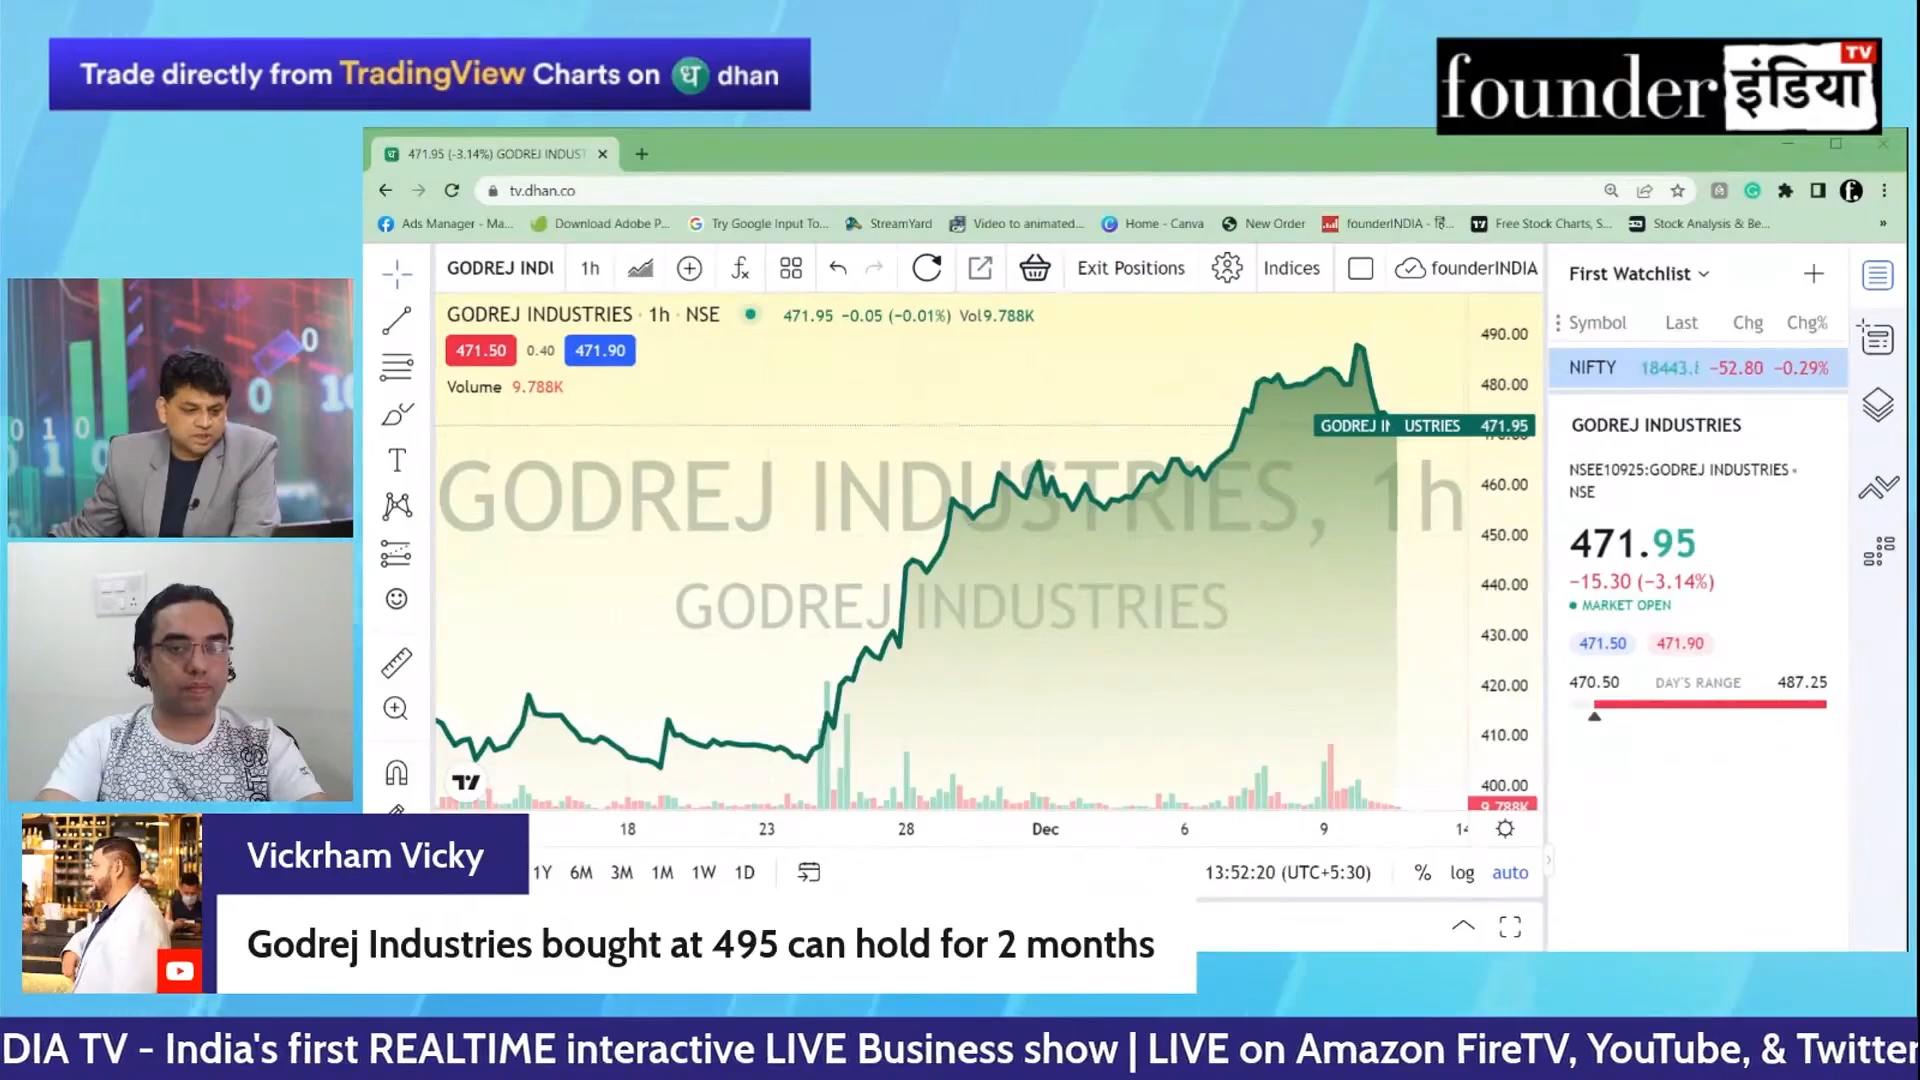 Trade directly from TradingView Charts on ध dhan
founder इंडिया TV
471.95 (-3.14%) GODREJ INDUST
tv.dhan.co
Ads Manager - Ma...
Download Adobe P...
Try Google Input To...
StreamYard
Video to animated...
Home - Canva
New Order
founderINDIA - हिं...
Free Stock Charts, S...
Stock Analysis & Be...
GODREJ INDU
1h
Exit Positions
Indices
founderINDIA
GODREJ INDUSTRIES · 1h · NSE
471.95 −0.05 (−0.01%) Vol9.788K
471.50 0.40 471.90
Volume 9.788K
GODREJ INDUSTRIES, 1h
GODREJ INDUSTRIES
490.00
480.00
GODREJ IN USTRIES 471.95
460.00
450.00
440.00
430.00
420.00
410.00
400.00
9.788K
18 23 28 Dec 6 9 14
1Y 6M 3M 1M 1W 1D
13:52:20 (UTC+5:30)
% log auto
First Watchlist
Symbol Last Chg Chg%
NIFTY 18443.8 −52.80 −0.29%
GODREJ INDUSTRIES
NSEE10925:GODREJ INDUSTRIES •
NSE
471.95
−15.30 (−3.14%)
MARKET OPEN
471.50 471.90
470.50 DAY'S RANGE 487.25
Vickrham Vicky
Godrej Industries bought at 495 can hold for 2 months
DIA TV - India's first REALTIME interactive LIVE Business show | LIVE on Amazon FireTV, YouTube, & Twitter